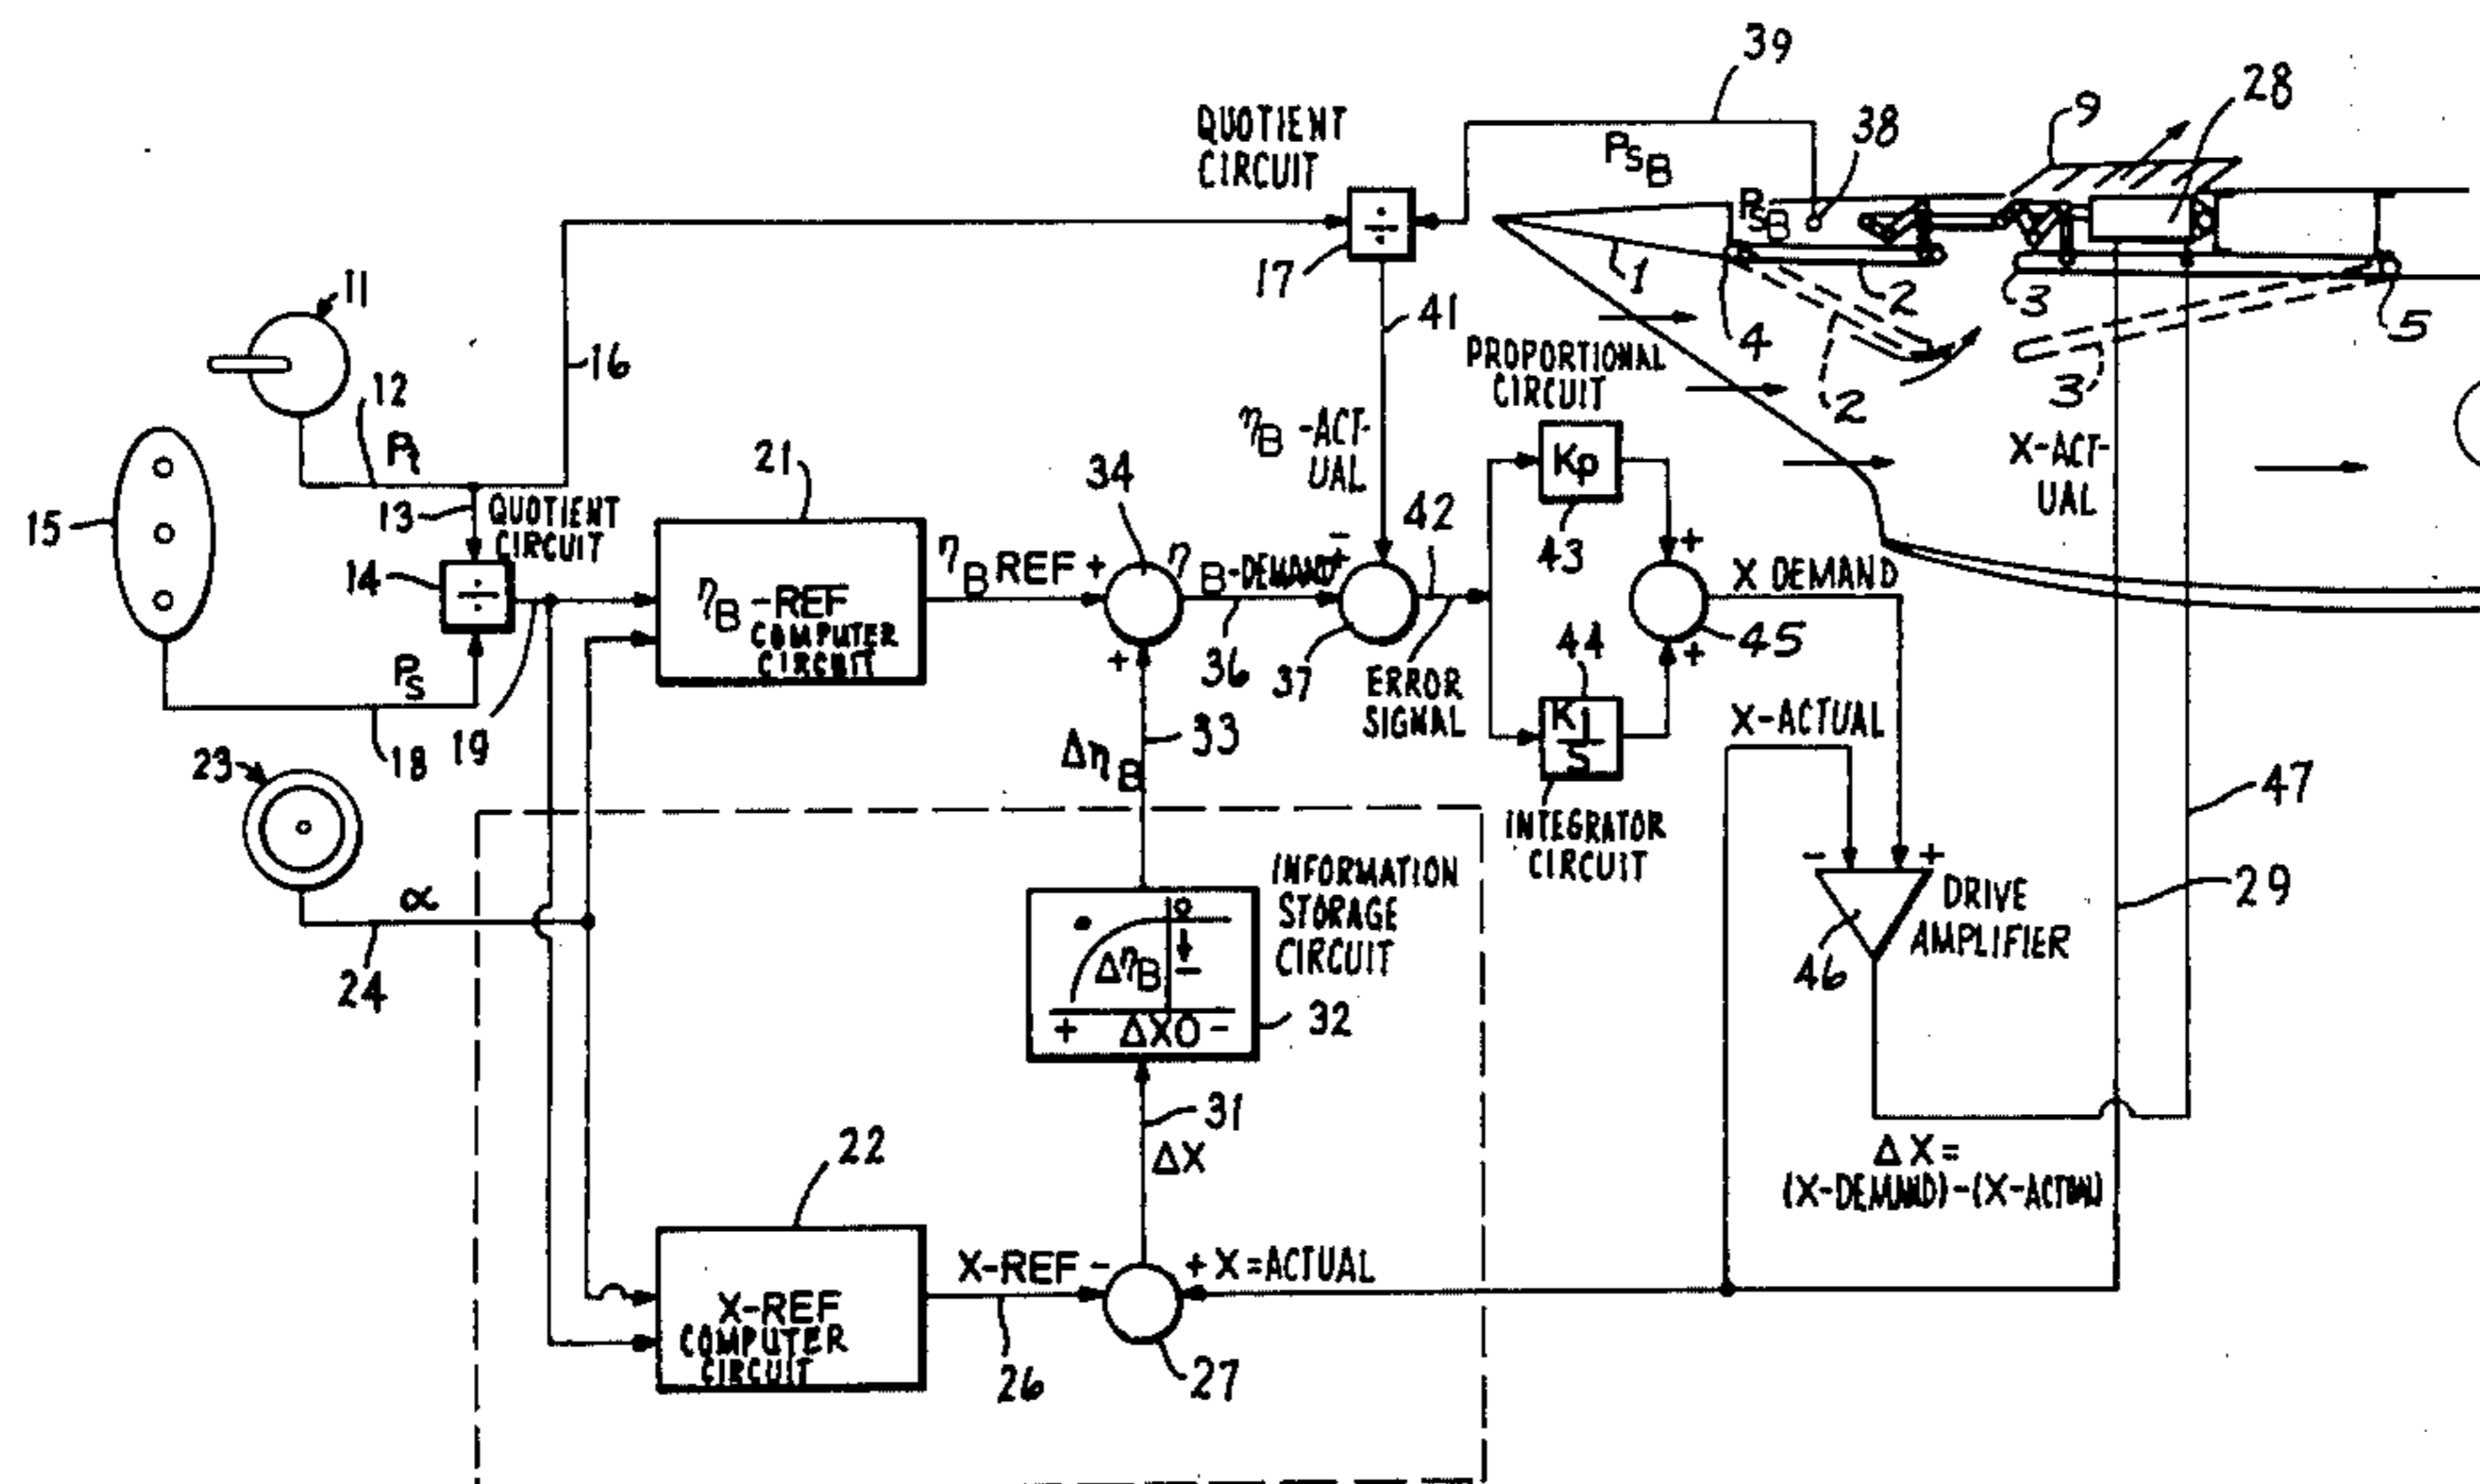 39
28
9
QUOTIENT
CIRCUIT
PSB
38
PSB
÷
17
1
2
3
4
5
2
3'
11
12
Pt
16
41
ηB -ACT-
UAL
PROPORTIONAL
CIRCUIT
Kp
43
X-ACT-
UAL
15
13
QUOTIENT
CIRCUIT
14
÷
21
ηB -REF
COMPUTER
CIRCUIT
ηB REF +
34
+
ηB-DEMAND +
-
36
37
42
ERROR
SIGNAL
44
K1
S
INTEGRATOR
CIRCUIT
+
+
45
X DEMAND
X-ACTUAL
PS
18
19
23
α
24
33
ΔηB
INFORMATION
STORAGE
CIRCUIT
0
ΔηB
-
+ ΔX0 -
32
- +
DRIVE
AMPLIFIER
46
47
29
31
ΔX
ΔX=
(X-DEMAND)-(X-ACTUAL)
22
X-REF
COMPUTER
CIRCUIT
X-REF -
26
+ X=ACTUAL
27